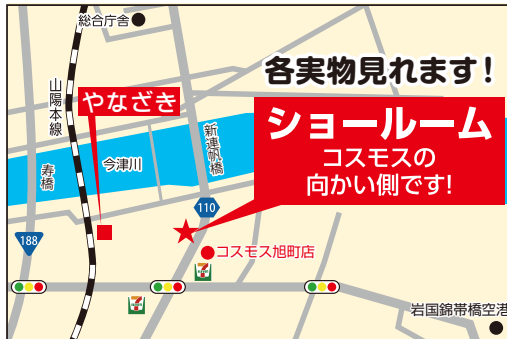 総合庁舎
各実物見れます!
山陽本線
やなざき
ショールーム
コスモスの
向かい側です!
新連帆橋
今津川
寿橋
110
188
コスモス旭町店
岩国錦帯橋空港